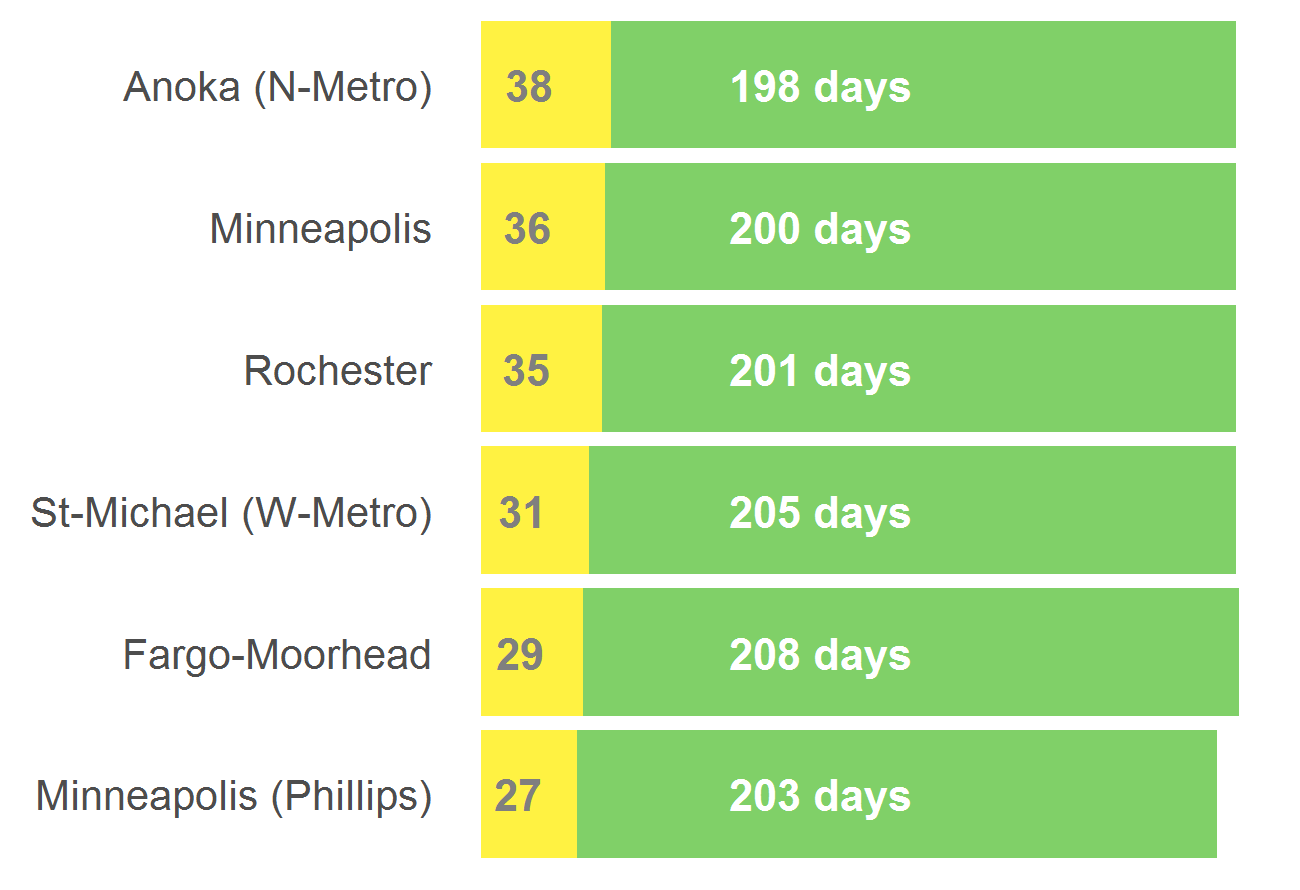 Anoka (N-Metro) 38 198 days
Minneapolis 36 200 days
Rochester 35 201 days
St-Michael (W-Metro) 31 205 days
Fargo-Moorhead 29 208 days
Minneapolis (Phillips) 27 203 days